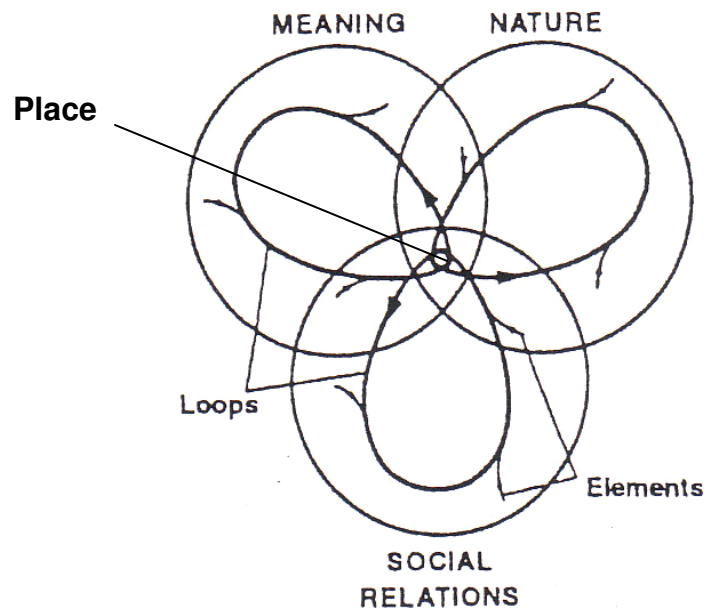 MEANING
NATURE
Place
Loops
Elements
SOCIAL
RELATIONS